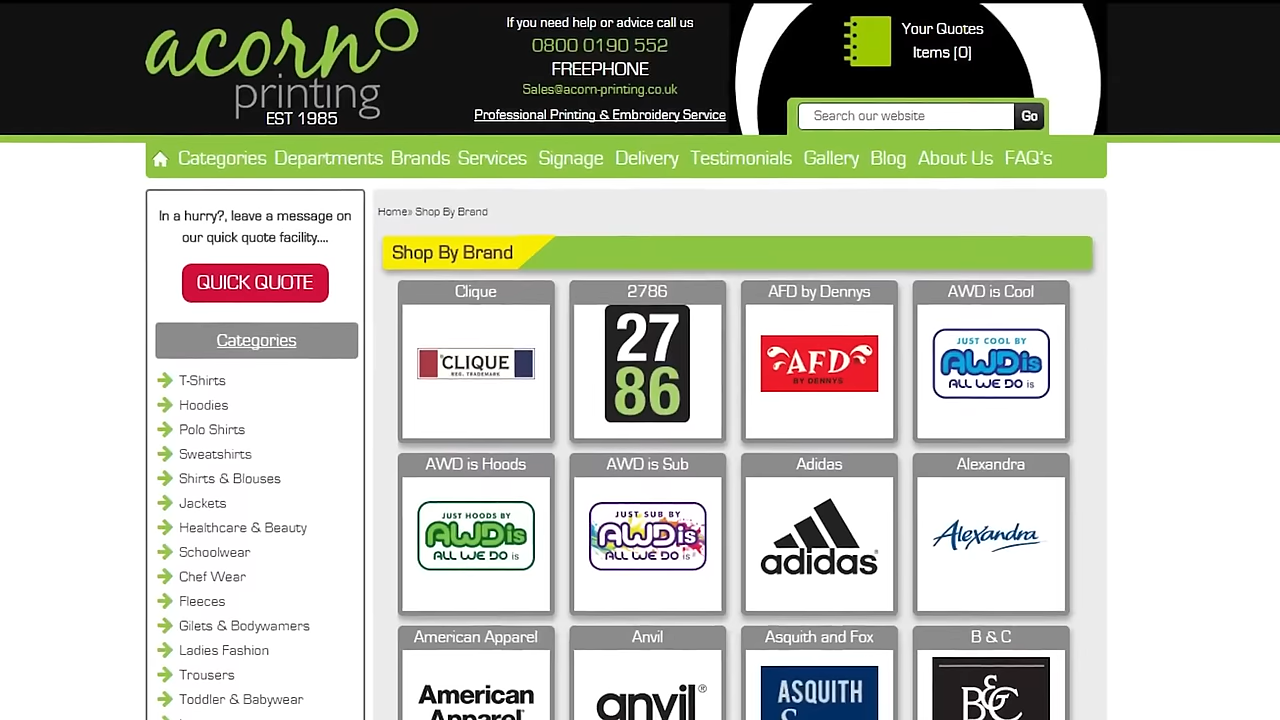 acorn
printing
EST 1985
If you need help or advice call us
0800 0190 552
FREEPHONE
Sales@acorn-printing.co.uk
Professional Printing & Embroidery Service
Your Quotes
Items [0]
Search our website
Go
Categories Departments Brands Services Signage Delivery Testimonials Gallery Blog About Us FAQ's
In a hurry?, leave a message on
our quick quote facility....
QUICK QUOTE
Categories
T-Shirts
Hoodies
Polo Shirts
Sweatshirts
Shirts & Blouses
Jackets
Healthcare & Beauty
Schoolwear
Chef Wear
Fleeces
Gilets & Bodywamers
Ladies Fashion
Trousers
Toddler & Babywear
Home» Shop By Brand
Shop By Brand
Clique
CLIQUE
REG. TRADEMARK
2786
27
86
AFD by Dennys
AFD
BY DENNYS
AWD is Cool
JUST COOL BY
AWDis
ALL WE DO is
AWD is Hoods
JUST HOODS BY
AWDis
ALL WE DO is
AWD is Sub
JUST SUB BY
AWDis
ALL WE DO is
Adidas
adidas
Alexandra
Alexandra
American Apparel
American
Apparel
Anvil
anvil®
Asquith and Fox
ASQUITH
&
B & C
B&C